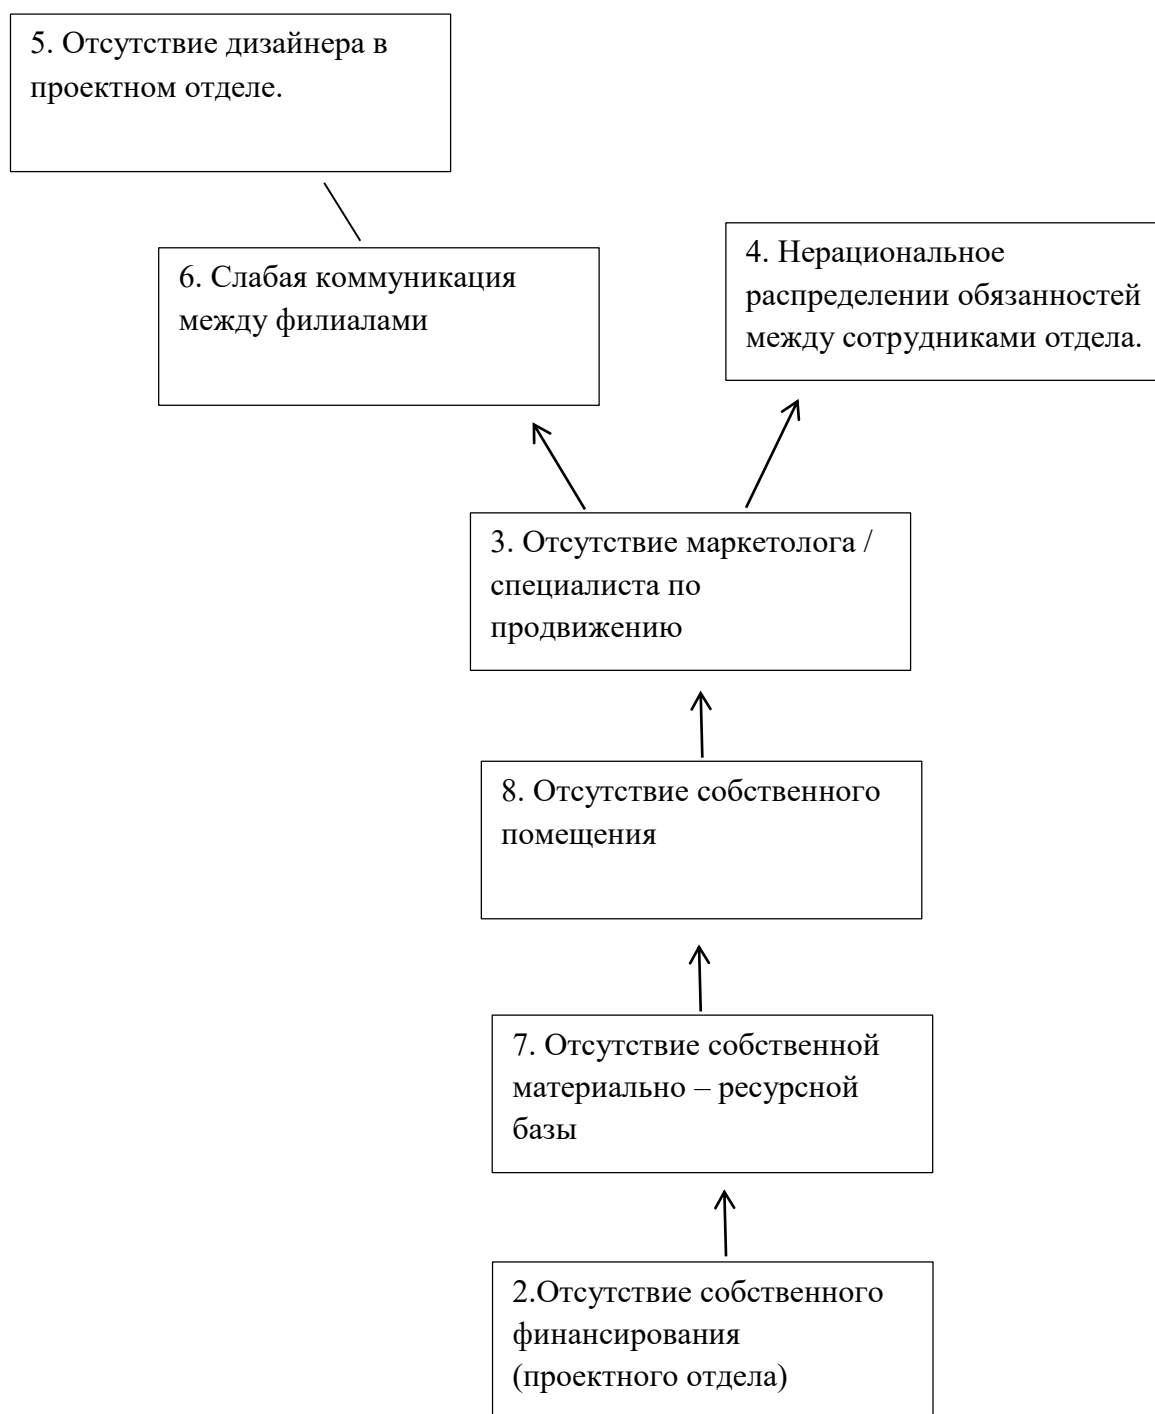 5. Отсутствие дизайнера в
проектном отделе.
6. Слабая коммуникация
между филиалами
4. Нерациональное
распределении обязанностей
между сотрудниками отдела.
3. Отсутствие маркетолога /
специалиста по
продвижению
8. Отсутствие собственного
помещения
7. Отсутствие собственной
материально – ресурсной
базы
2.Отсутствие собственного
финансирования
(проектного отдела)